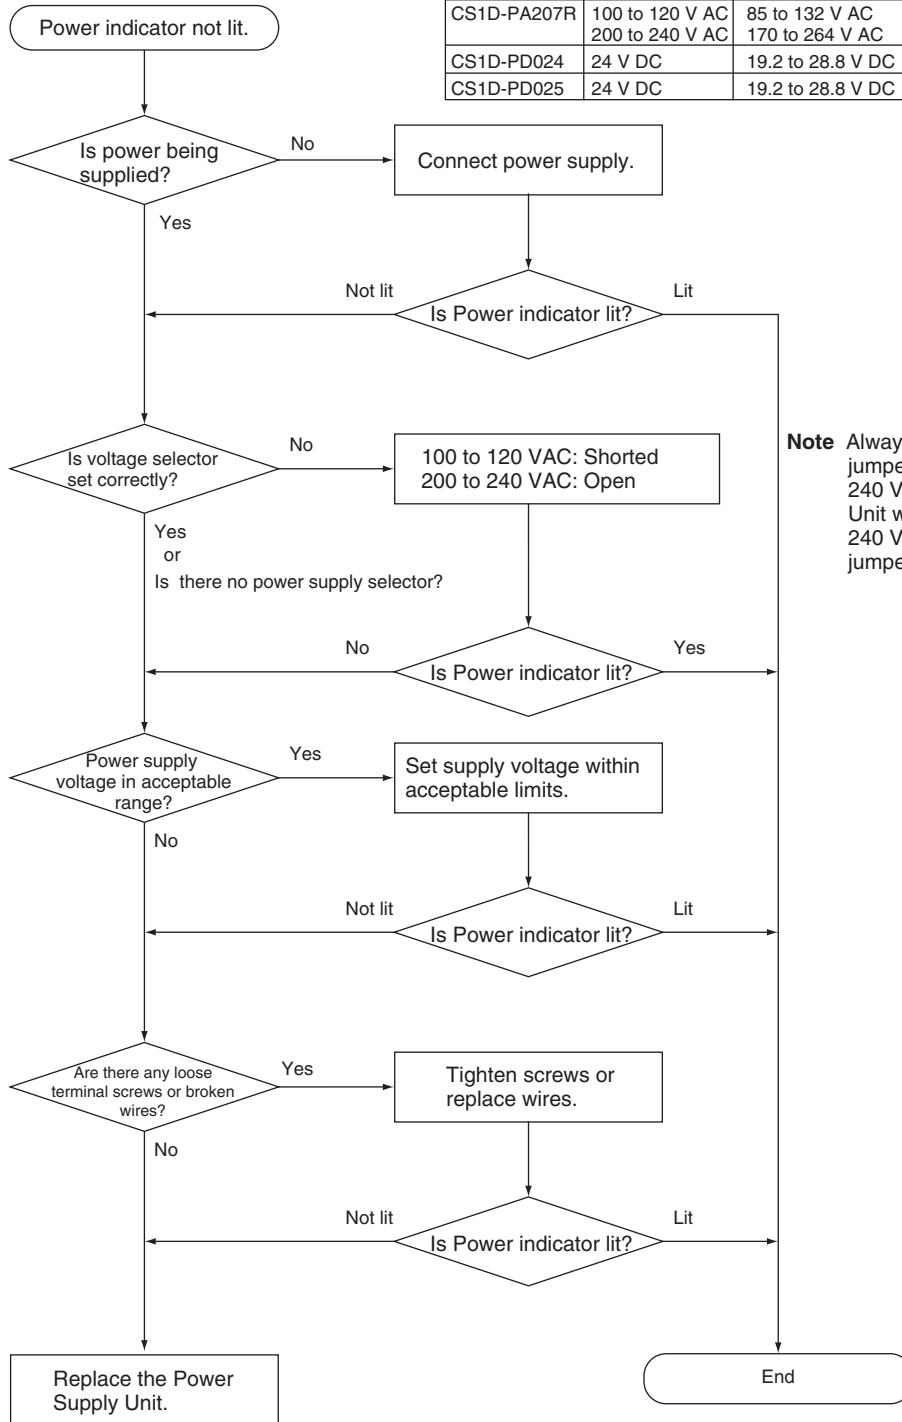 Power indicator not lit.
CS1D-PA207R 100 to 120 V AC 85 to 132 V AC
200 to 240 V AC 170 to 264 V AC
CS1D-PD024 24 V DC 19.2 to 28.8 V DC
CS1D-PD025 24 V DC 19.2 to 28.8 V DC
Is power being
supplied?
No
Connect power supply.
Yes
Not lit
Is Power indicator lit?
Lit
Is voltage selector
set correctly?
No
100 to 120 VAC: Shorted
200 to 240 VAC: Open
Note Alway
jumpe
240 V
Unit w
240 V
jumpe
Yes
or
Is there no power supply selector?
No
Is Power indicator lit?
Yes
Power supply
voltage in acceptable
range?
Yes
Set supply voltage within
acceptable limits.
No
Not lit
Is Power indicator lit?
Lit
Are there any loose
terminal screws or broken
wires?
Yes
Tighten screws or
replace wires.
No
Not lit
Is Power indicator lit?
Lit
Replace the Power
Supply Unit.
End